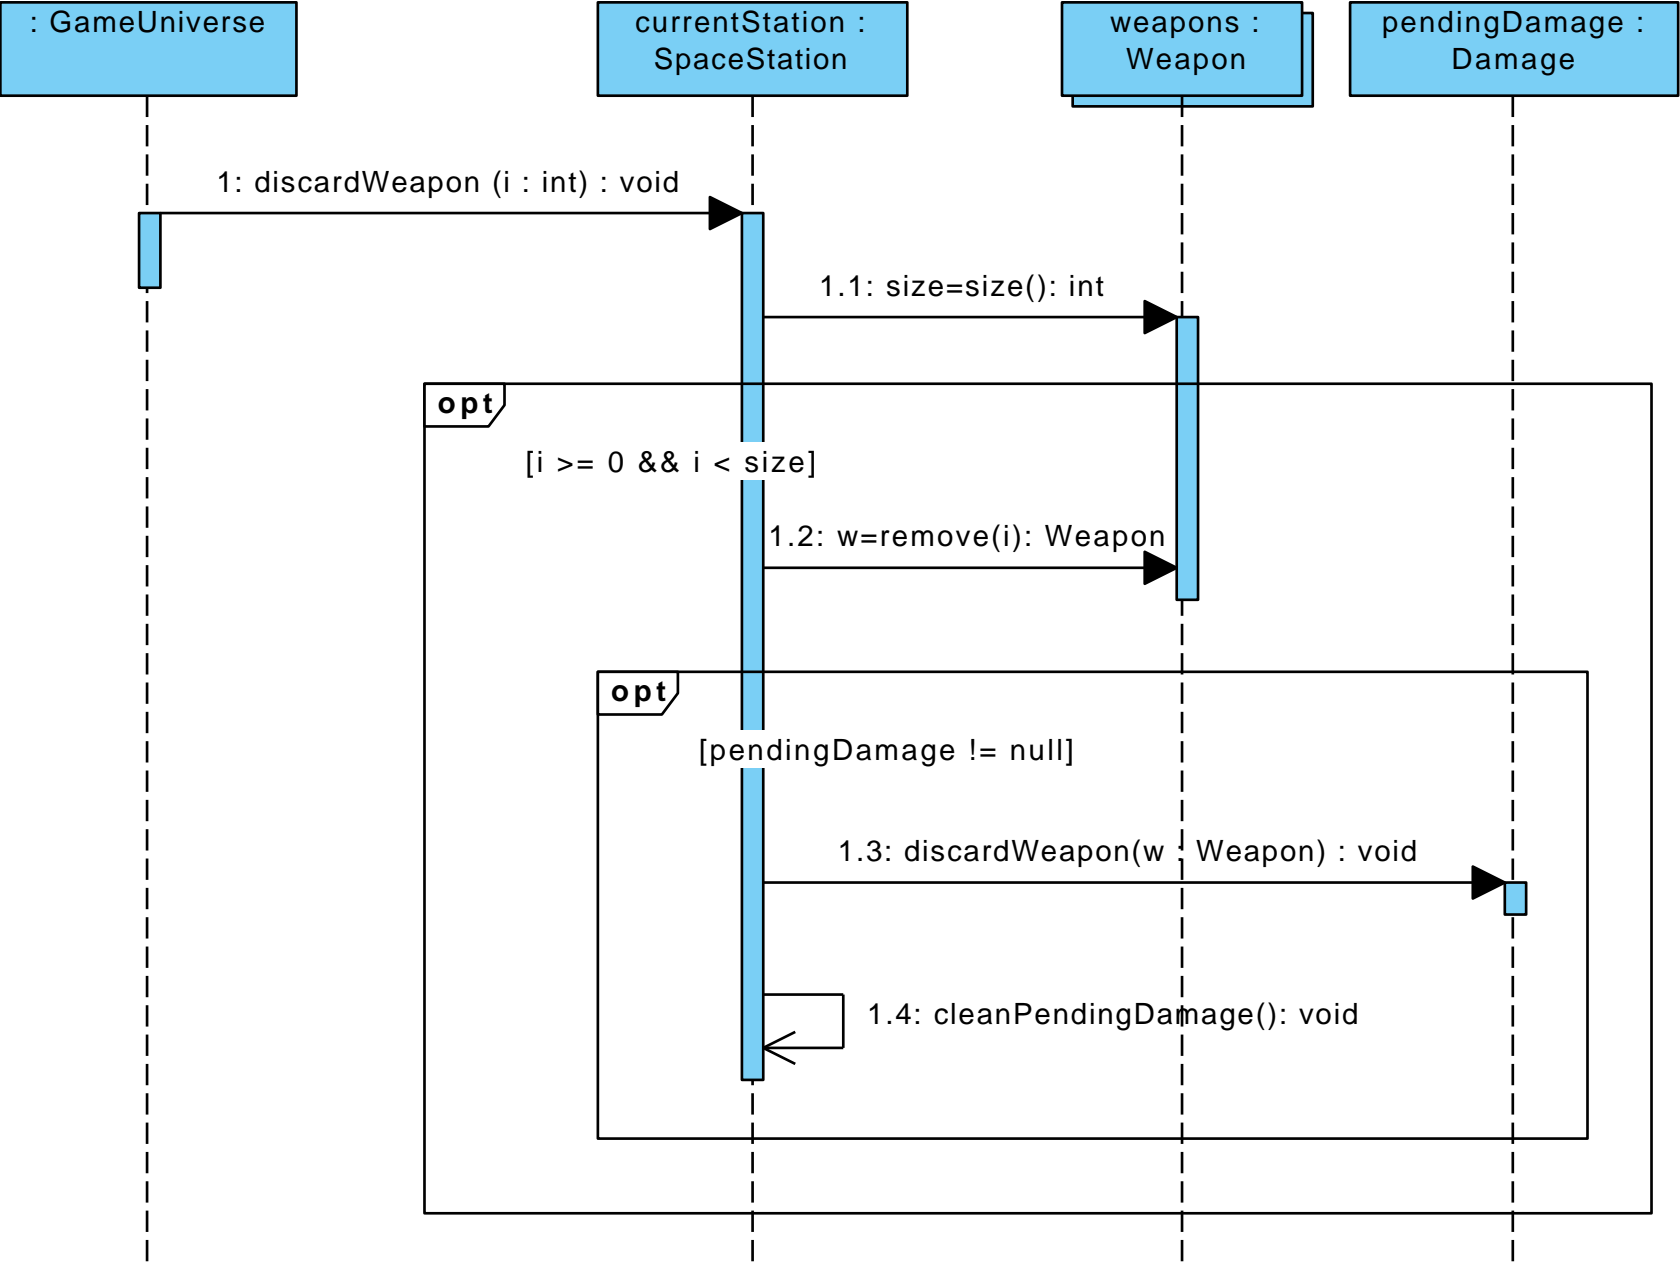 : GameUniverse
currentStation :
SpaceStation
weapons :
Weapon
pendingDamage :
Damage
1: discardWeapon (i : int) : void
1.1: size=size(): int
opt
[i >= 0 && i < size]
1.2: w=remove(i): Weapon
opt
[pendingDamage != null]
1.3: discardWeapon(w : Weapon) : void
1.4: cleanPendingDamage(): void